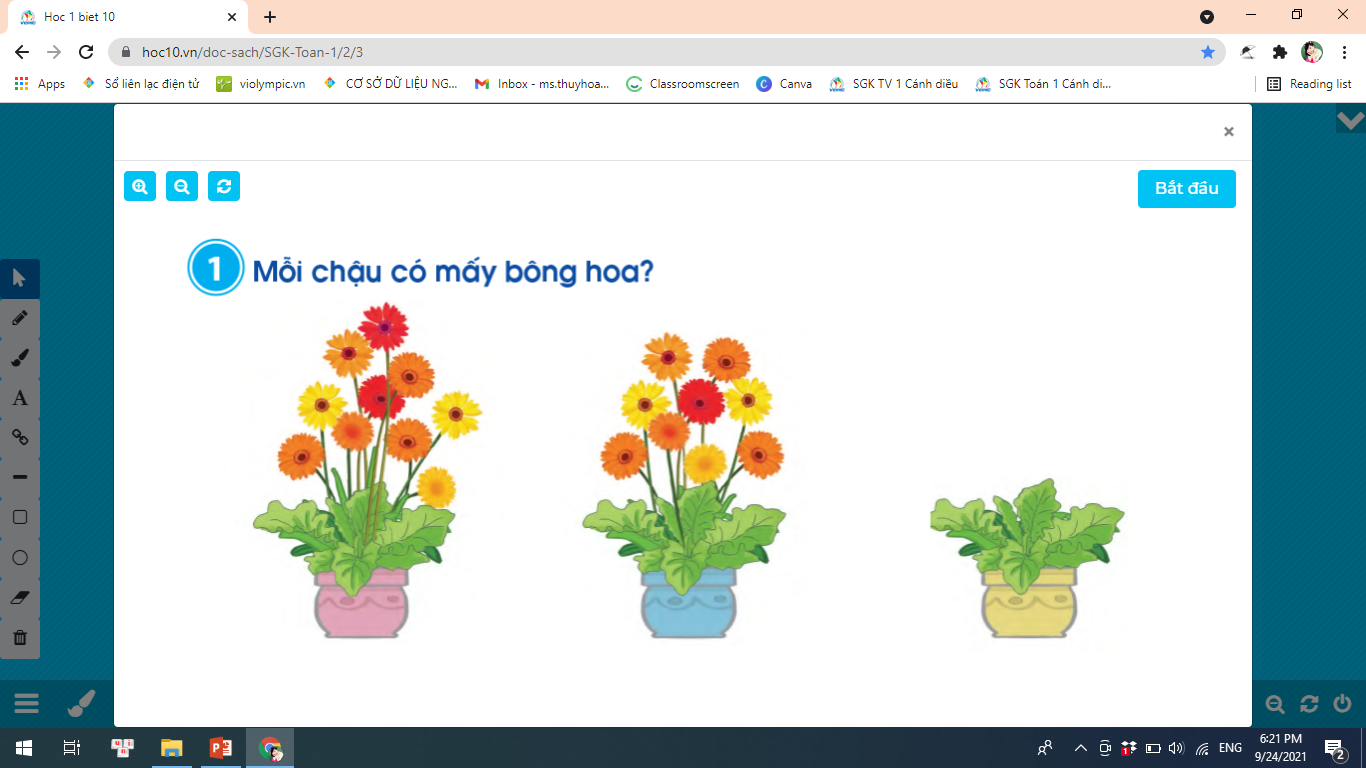 Hoc 1 biet 10
hoc10.vn/doc-sach/SGK-Toan-1/2/3
Apps
Sổ liên lạc điện tử
violympic.vn
CƠ SỞ DỮ LIỆU NG...
Inbox - ms.thuyhoa...
Classroomscreen
Canva
SGK TV 1 Cánh diều
SGK Toán 1 Cánh di...
Reading list
×
Bắt đầu
1 Mỗi chậu có mấy bông hoa?
A
ENG
6:21 PM
9/24/2021
2